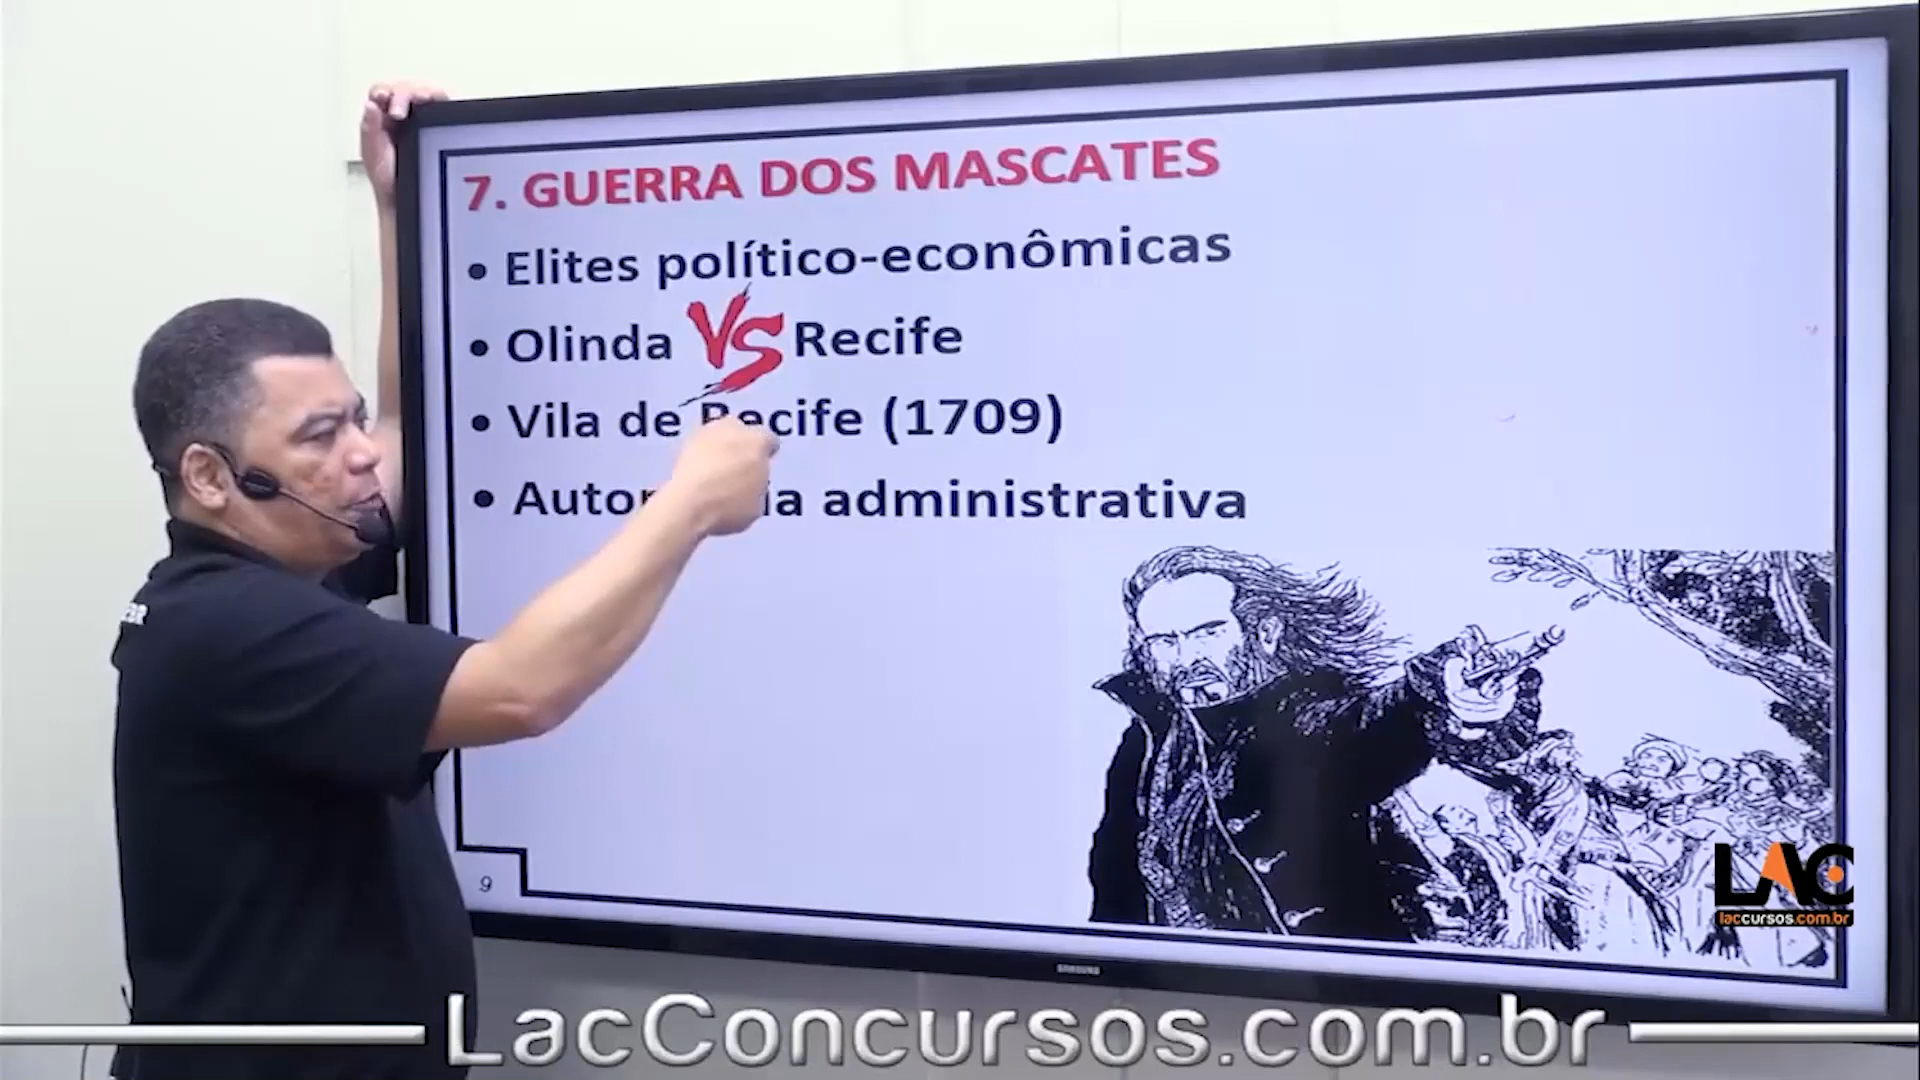 7. GUERRA DOS MASCATES
• Elites político-econômicas
• Olinda VS Recife
• Vila de Recife (1709)
• Autonomia administrativa
9
LAC
laccursos.com.br
SAMSUNG
LacConcursos.com.br